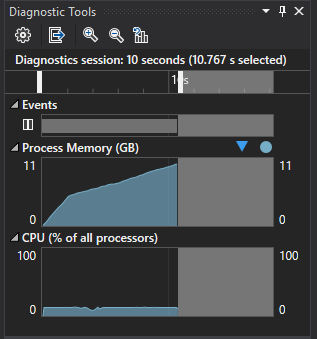 Diagnostic Tools
Diagnostics session: 10 seconds (10.767 s selected)
10s
Events
Process Memory (GB)
11 11
0 0
CPU (% of all processors)
100 100
0 0